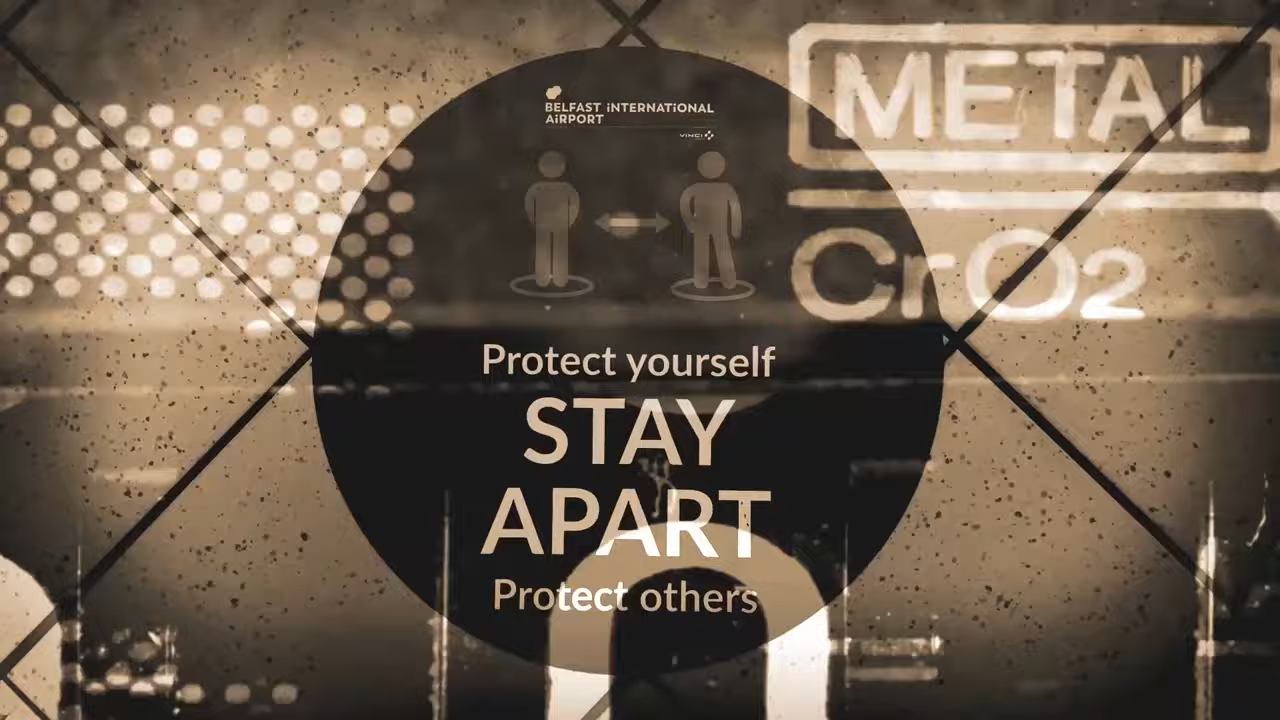 BELFAST iNTERNATiONAL
AiRPORT
VINCI
METAL
CrO2
Protect yourself
STAY
APART
Protect others